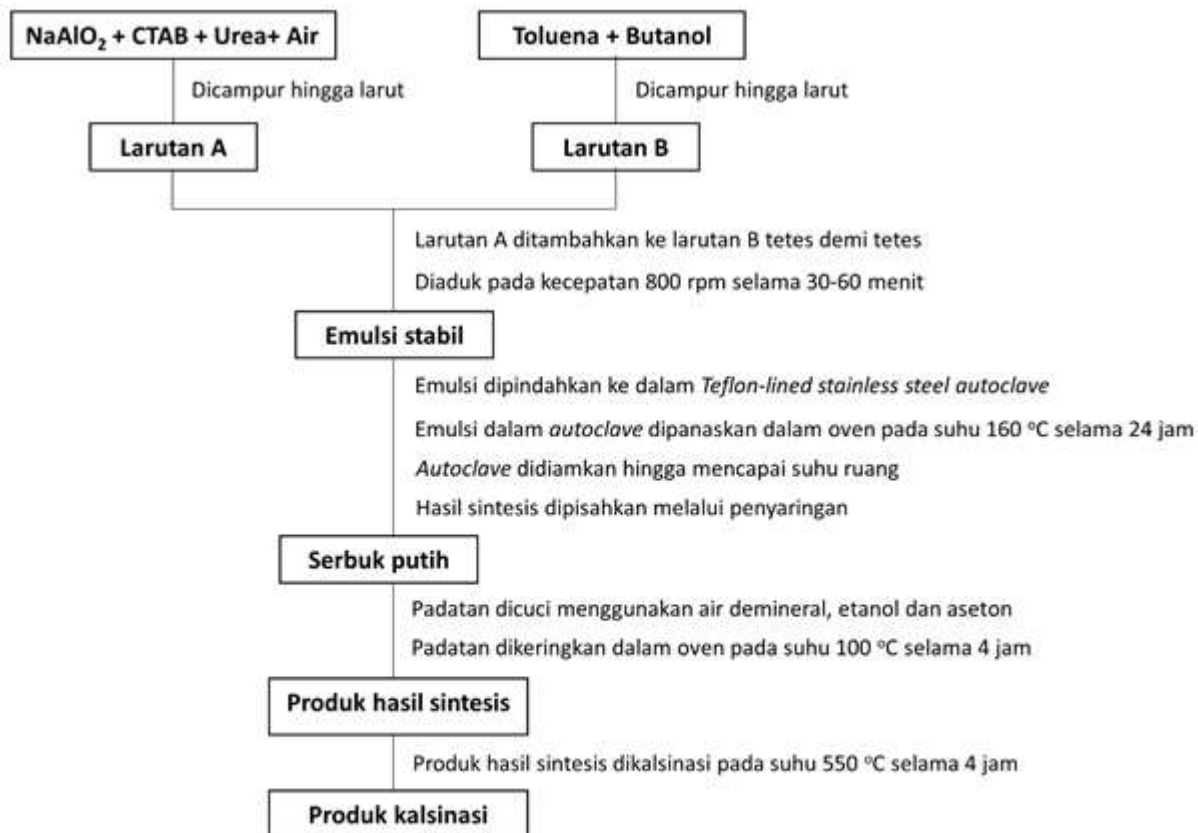 NaAlO₂ + CTAB + Urea+ Air
Toluena + Butanol
Dicampur hingga larut
Dicampur hingga larut
Larutan A
Larutan B
Larutan A ditambahkan ke larutan B tetes demi tetes
Diaduk pada kecepatan 800 rpm selama 30-60 menit
Emulsi stabil
Emulsi dipindahkan ke dalam Teflon-lined stainless steel autoclave
Emulsi dalam autoclave dipanaskan dalam oven pada suhu 160 °C selama 24 jam
Autoclave didiamkan hingga mencapai suhu ruang
Hasil sintesis dipisahkan melalui penyaringan
Serbuk putih
Padatan dicuci menggunakan air demineral, etanol dan aseton
Padatan dikeringkan dalam oven pada suhu 100 °C selama 4 jam
Produk hasil sintesis
Produk hasil sintesis dikalsinasi pada suhu 550 °C selama 4 jam
Produk kalsinasi